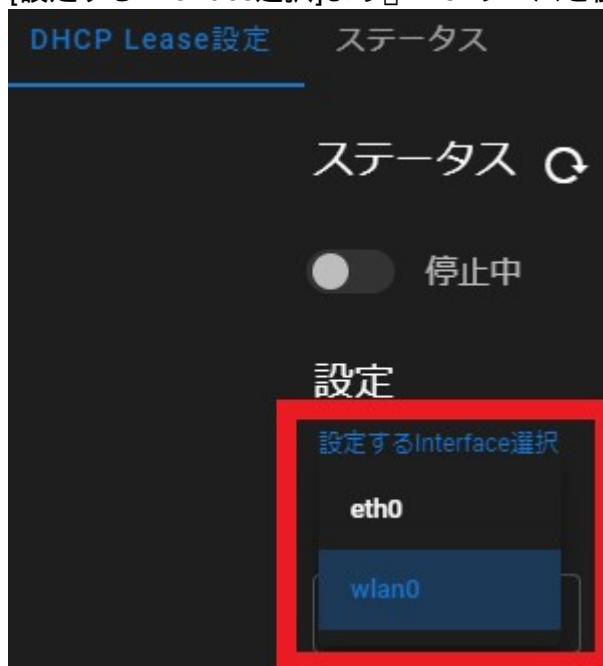 DHCP Lease設定 ステータス
ステータス
停止中
設定
設定するInterface選択
eth0
wlan0